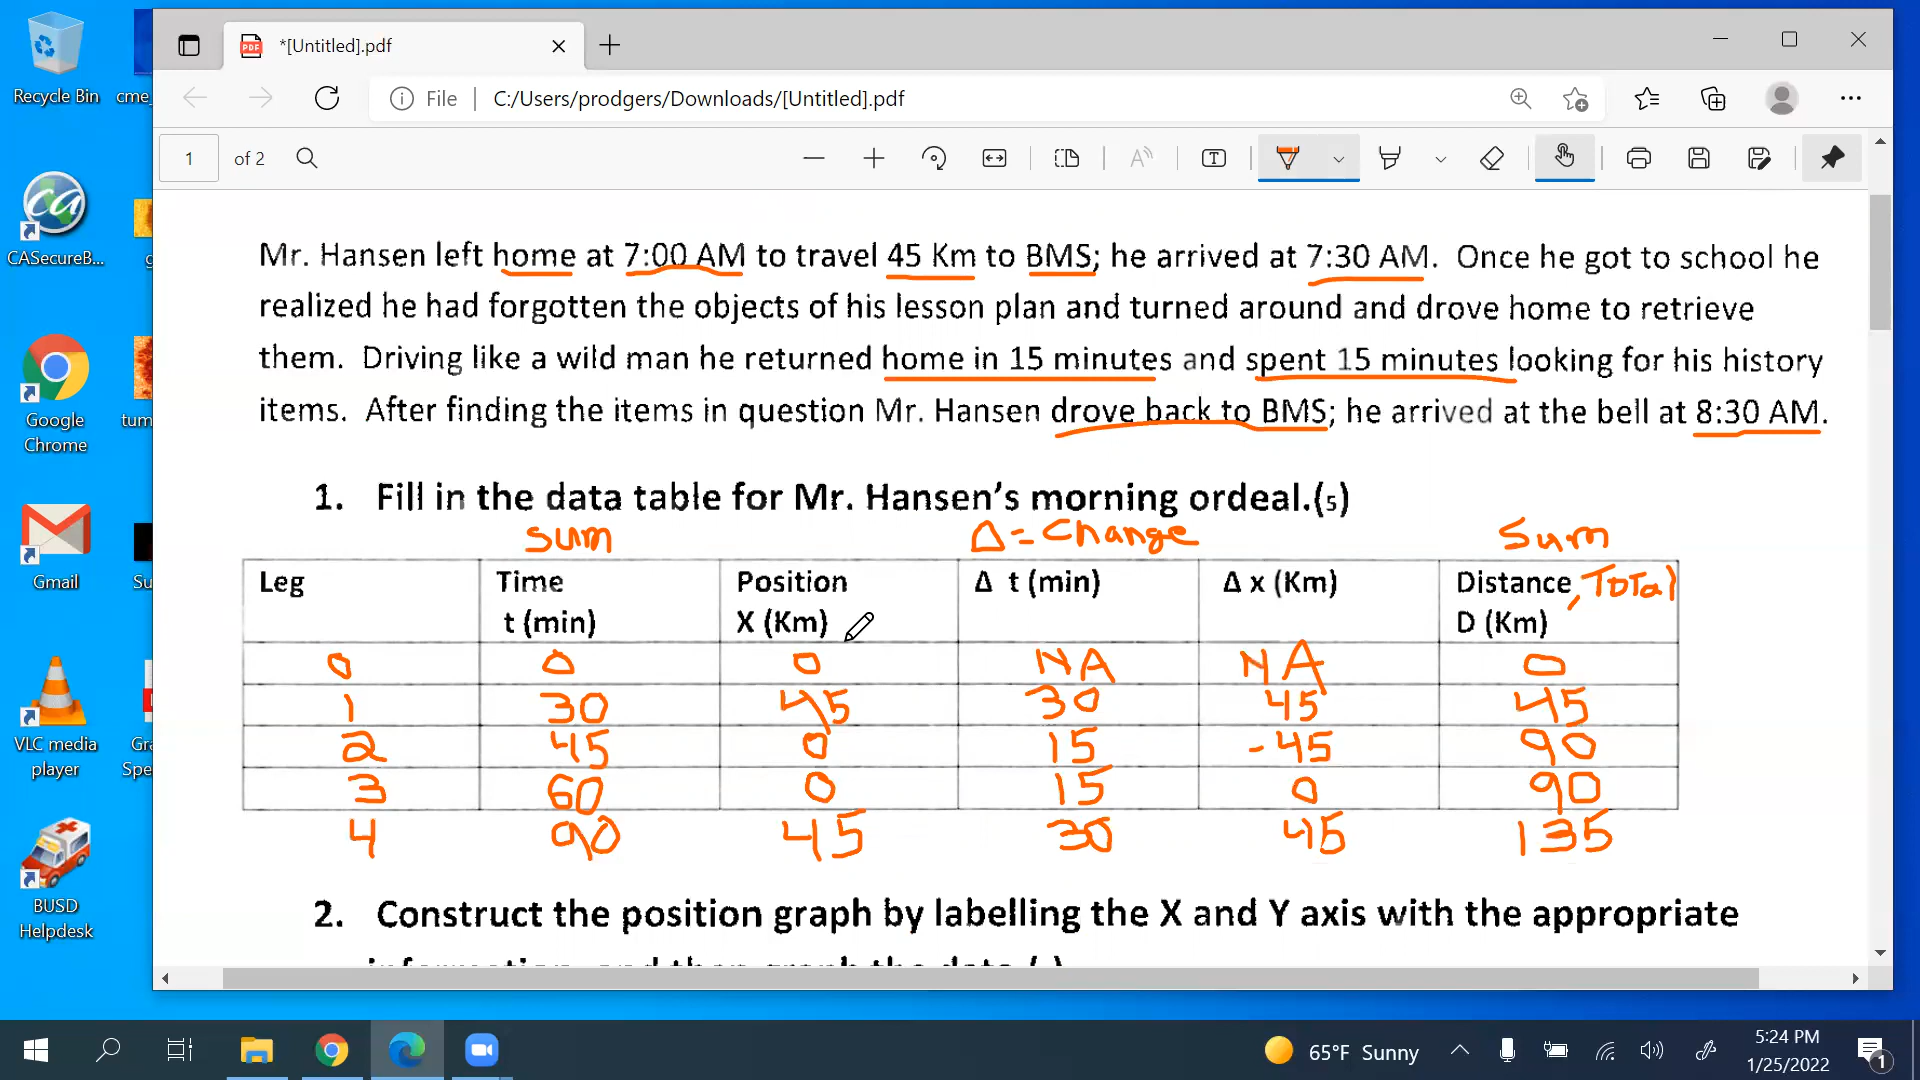 Recycle Bin
cme_
*[Untitled].pdf
File
C:/Users/prodgers/Downloads/[Untitled].pdf
1 of 2
CASecureB...
Google Chrome
tum
Gmail
Su
VLC media player
Gr
Spe
BUSD Helpdesk
Mr. Hansen left home at 7:00 AM to travel 45 Km to BMS; he arrived at 7:30 AM. Once he got to school he
realized he had forgotten the objects of his lesson plan and turned around and drove home to retrieve
them. Driving like a wild man he returned home in 15 minutes and spent 15 minutes looking for his history
items. After finding the items in question Mr. Hansen drove back to BMS; he arrived at the bell at 8:30 AM.
1. Fill in the data table for Mr. Hansen's morning ordeal.(5)
Sum Δ = Change Sum
Leg Time t (min) Position X (Km) Δ t (min) Δ x (Km) Distance, Total D (Km)
0 0 0 NA NA 0
1 30 45 30 45 45
2 45 0 15 -45 90
3 60 0 15 0 90
4 90 45 30 45 135
2. Construct the position graph by labelling the X and Y axis with the appropriate
65°F Sunny
5:24 PM
1/25/2022
1